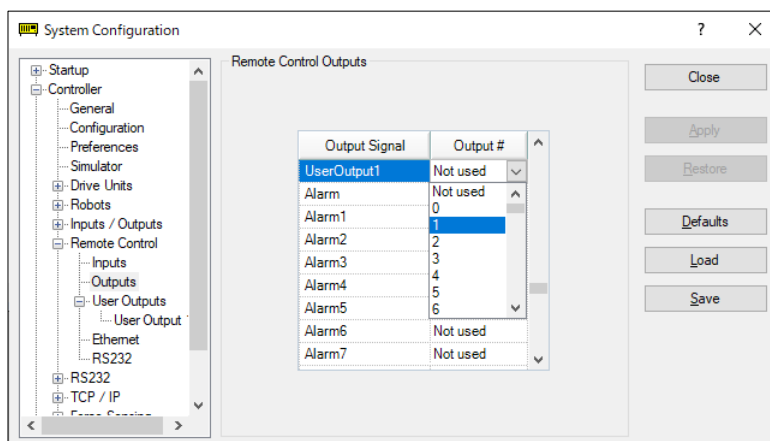 System Configuration
?
Startup
Controller
General
Configuration
Preferences
Simulator
Drive Units
Robots
Inputs / Outputs
Remote Control
Inputs
Outputs
User Outputs
User Output
Ethernet
RS232
RS232
TCP / IP
Force Sensing
Remote Control Outputs
Output Signal Output #
UserOutput1 Not used
Alarm Not used
Alarm1 0
1
Alarm2 2
Alarm3 3
Alarm4 4
Alarm5 5
6
Alarm6 Not used
Alarm7 Not used
Close
Apply
Restore
Defaults
Load
Save